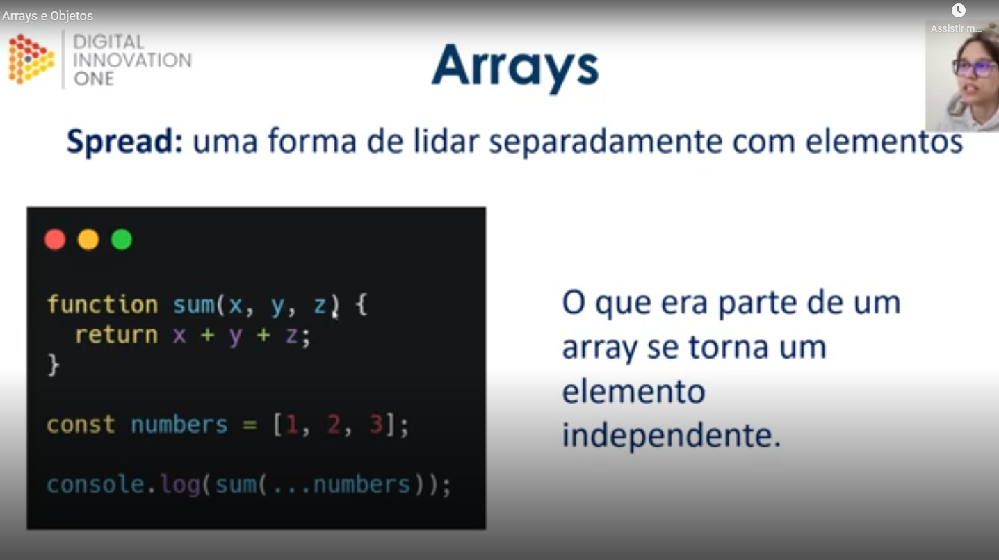 Arrays e Objetos
Assistir m...
DIGITAL
INNOVATION
ONE
Arrays
Spread: uma forma de lidar separadamente com elementos
function sum(x, y, z) {
  return x + y + z;
}
const numbers = [1, 2, 3];
console.log(sum(...numbers));
O que era parte de um
array se torna um
elemento
independente.